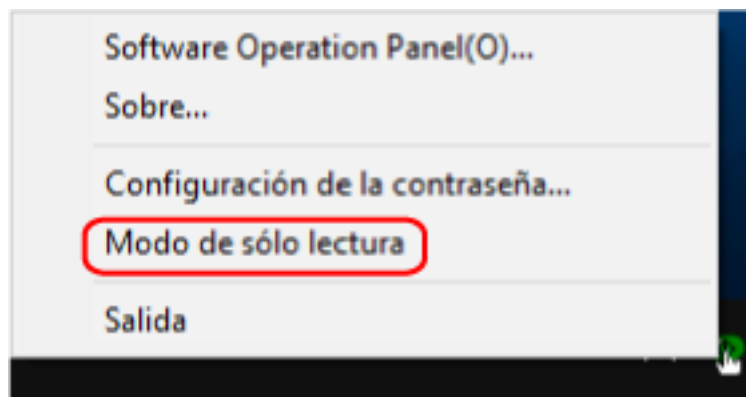 Software Operation Panel(O)...
Sobre...
Configuración de la contraseña...
Modo de sólo lectura
Salida